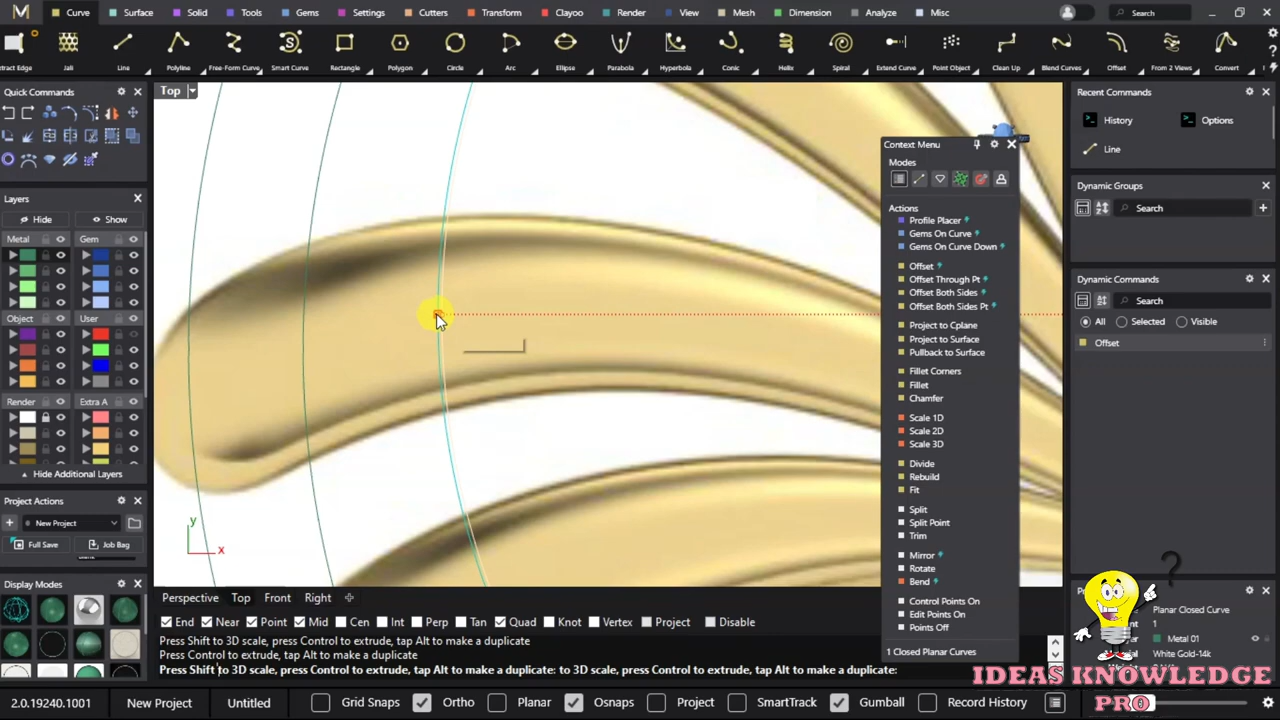 Curve Surface Solid Tools Gems Settings Cutters Transform Clayoo Render View Mesh Dimension Analyze Misc Search
Jali Line Polyline Free-Form Curve Smart Curve Rectangle Polygon Circle Arc Ellipse Parabola Hyperbola Conic Helix Spiral Extend Curve Point Object Clean Up Blend Curves Offset From 2 Views Convert
Quick Commands
Layers
Hide Show
Metal Gem
Object User
Render Extra A
Hide Additional Layers
Project Actions
New Project
Full Save Job Bag
Display Modes
Top
y
x
Context Menu
Modes
Actions
Profile Placer
Gems On Curve
Gems On Curve Down
Offset
Offset Through Pt
Offset Both Sides
Offset Both Sides Pt
Project to Cplane
Project to Surface
Pullback to Surface
Fillet Corners
Fillet
Chamfer
Scale 1D
Scale 2D
Scale 3D
Divide
Rebuild
Fit
Split
Split Point
Trim
Mirror
Rotate
Bend
Control Points On
Edit Points On
Points Off
1 Closed Planar Curves
Recent Commands
History Options
Line
Dynamic Groups
Search
Dynamic Commands
Search
All Selected Visible
Offset
Planar Closed Curve
1
Metal 01
White Gold-14k
Perspective Top Front Right
End Near Point Mid Cen Int Perp Tan Quad Knot Vertex Project Disable
Press Shift to 3D scale, press Control to extrude, tap Alt to make a duplicate
Press Control to extrude, tap Alt to make a duplicate
Press Shift to 3D scale, press Control to extrude, tap Alt to make a duplicate: to 3D scale, press Control to extrude, tap Alt to make a duplicate:
?
IDEAS KNOWLEDGE
PRO
2.0.19240.1001 New Project Untitled Grid Snaps Ortho Planar Osnaps Project SmartTrack Gumball Record History